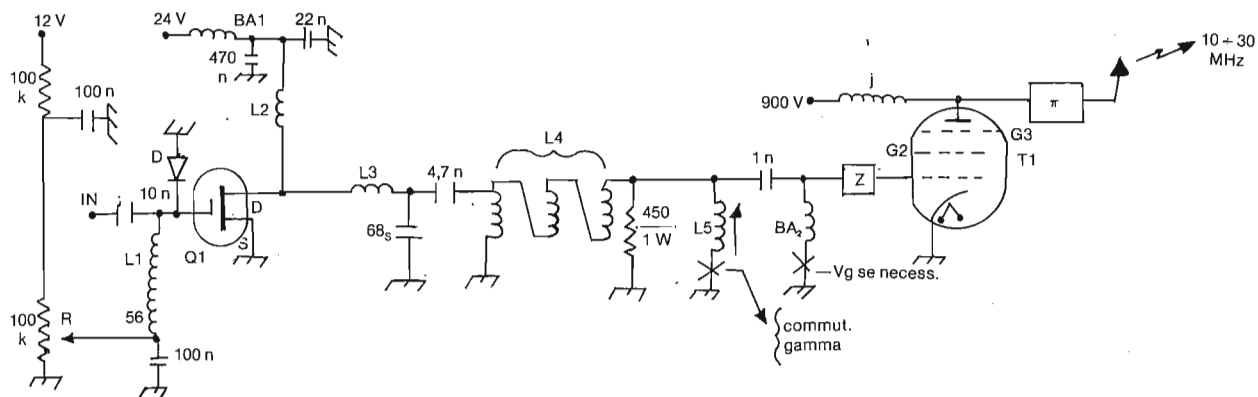 12 V
100
k
100 n
24 V
BA1
22 n
470
n
L2
D
10 n
IN
D
S
Q1
L1
56
100
k
R
100 n
L3
68s
4,7 n
L4
450
1 W
L5
1 n
BA2
–Vg se necess.
commut.
gamma
Z
900 V
j
G2
G3
T1
π
10 ÷ 30
MHz